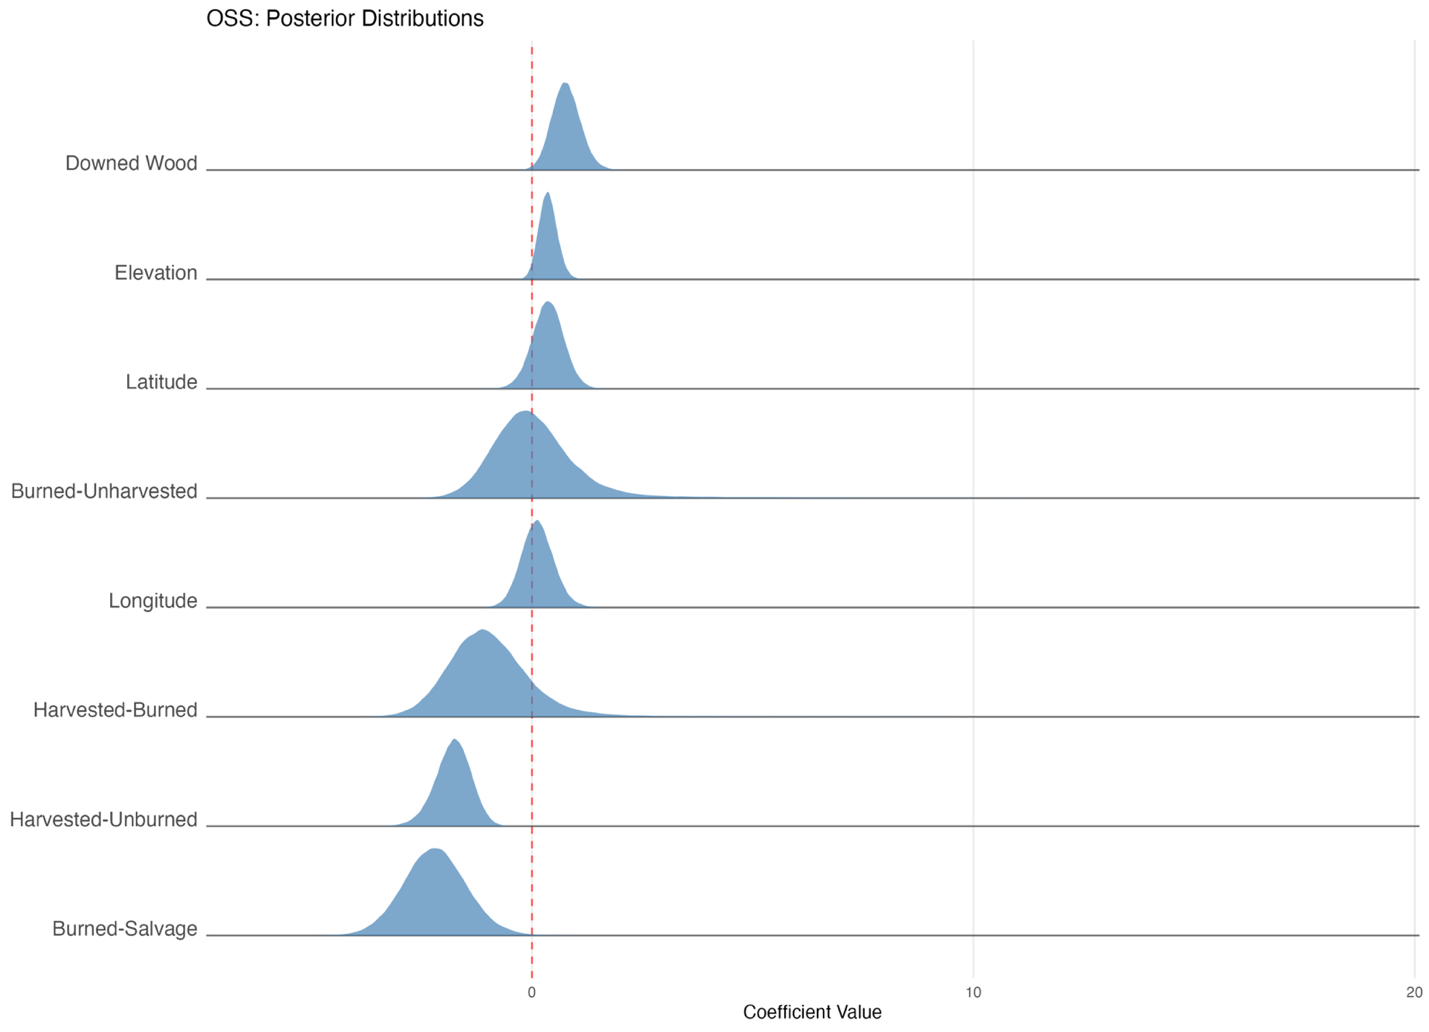 OSS: Posterior Distributions
Downed Wood
Elevation
Latitude
Burned-Unharvested
Longitude
Harvested-Burned
Harvested-Unburned
Burned-Salvage
0 10 20
Coefficient Value